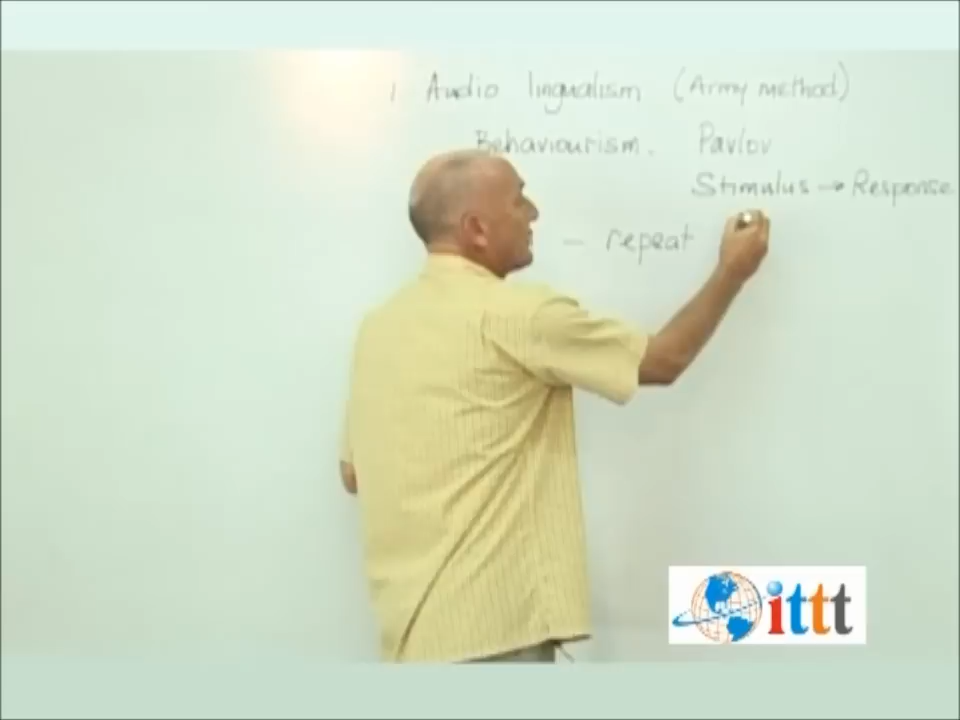 1 Audio lingualism (Army method)
Behaviourism. Pavlov
Stimulus → Response
— repeat
ittt